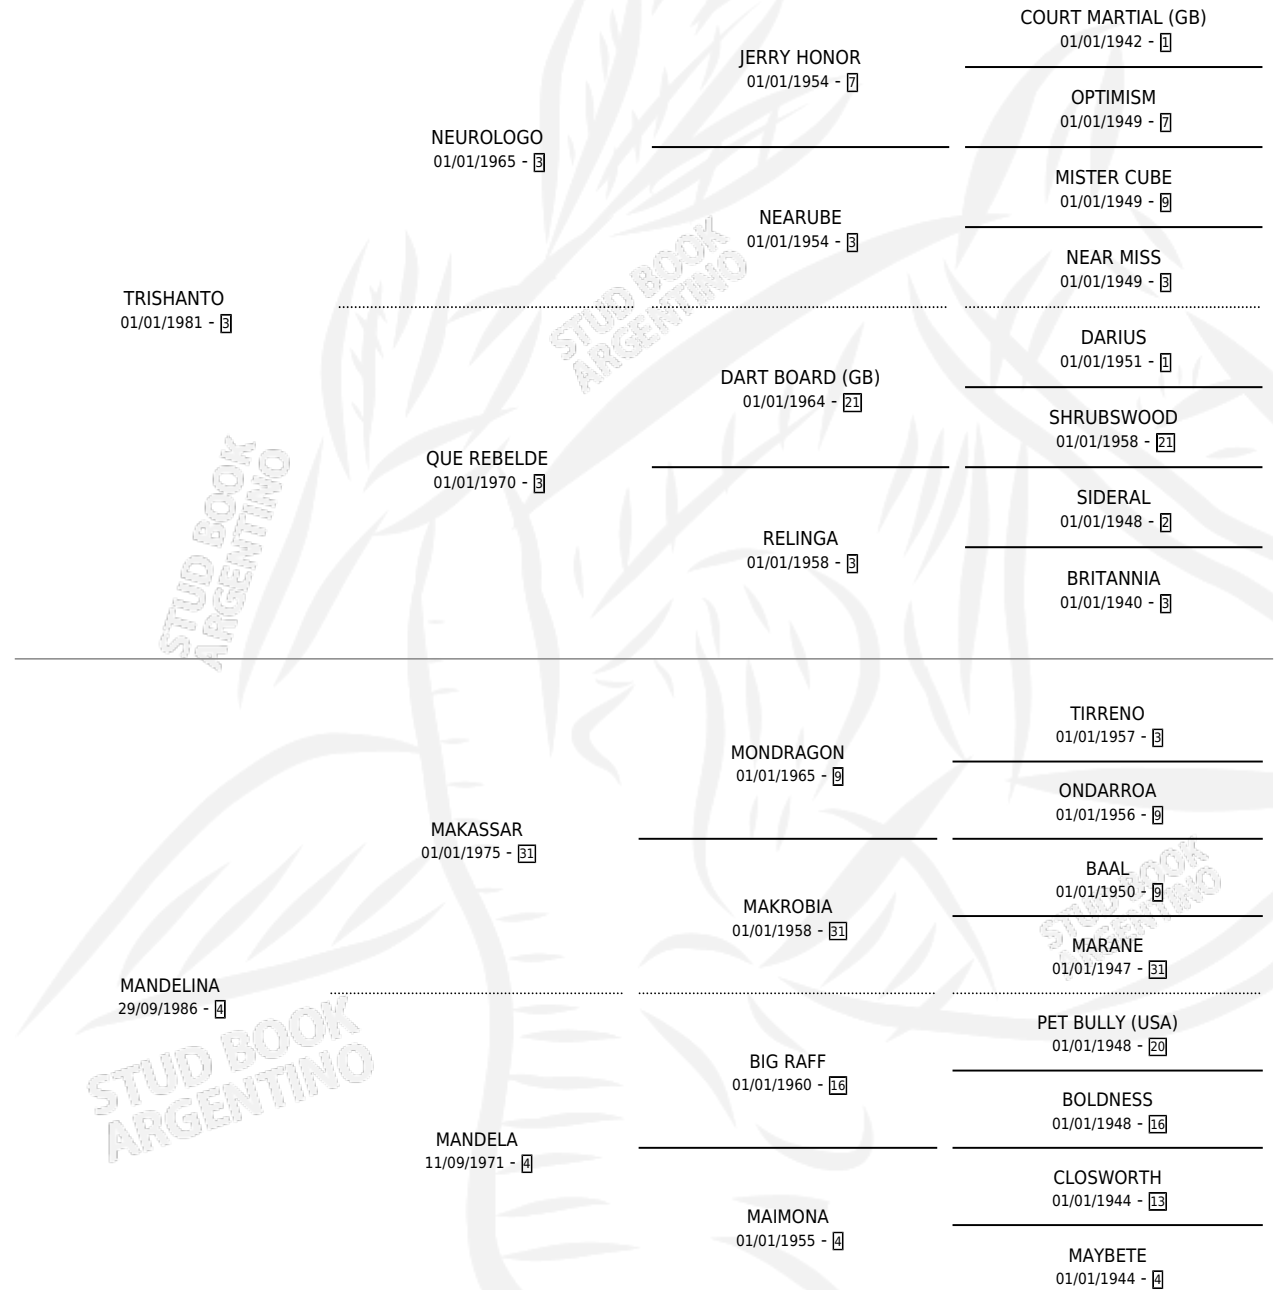 COURT MARTIAL (GB)
01/01/1942 - 1
JERRY HONOR
01/01/1954 - 7
OPTIMISM
01/01/1949 - 7
NEUROLOGO
01/01/1965 - 3
MISTER CUBE
01/01/1949 - 9
NEARUBE
01/01/1954 - 3
NEAR MISS
01/01/1949 - 3
TRISHANTO
01/01/1981 - 3
DARIUS
01/01/1951 - 1
DART BOARD (GB)
01/01/1964 - 21
SHRUBSWOOD
01/01/1958 - 21
QUE REBELDE
01/01/1970 - 3
SIDERAL
01/01/1948 - 2
RELINGA
01/01/1958 - 3
BRITANNIA
01/01/1940 - 3
STUD BOOK
ARGENTINO
STUD BOOK
ARGENTINO
TIRRENO
01/01/1957 - 3
MONDRAGON
01/01/1965 - 9
ONDARROA
01/01/1956 - 9
MAKASSAR
01/01/1975 - 31
BAAL
01/01/1950 - 9
MAKROBIA
01/01/1958 - 31
MARANE
01/01/1947 - 31
MANDELINA
29/09/1986 - 4
PET BULLY (USA)
01/01/1948 - 20
BIG RAFF
01/01/1960 - 16
BOLDNESS
01/01/1948 - 16
MANDELA
11/09/1971 - 4
CLOSWORTH
01/01/1944 - 13
MAIMONA
01/01/1955 - 4
MAYBETE
01/01/1944 - 4
STUD BOOK
ARGENTINO
STUD BOOK
ARGENTINO